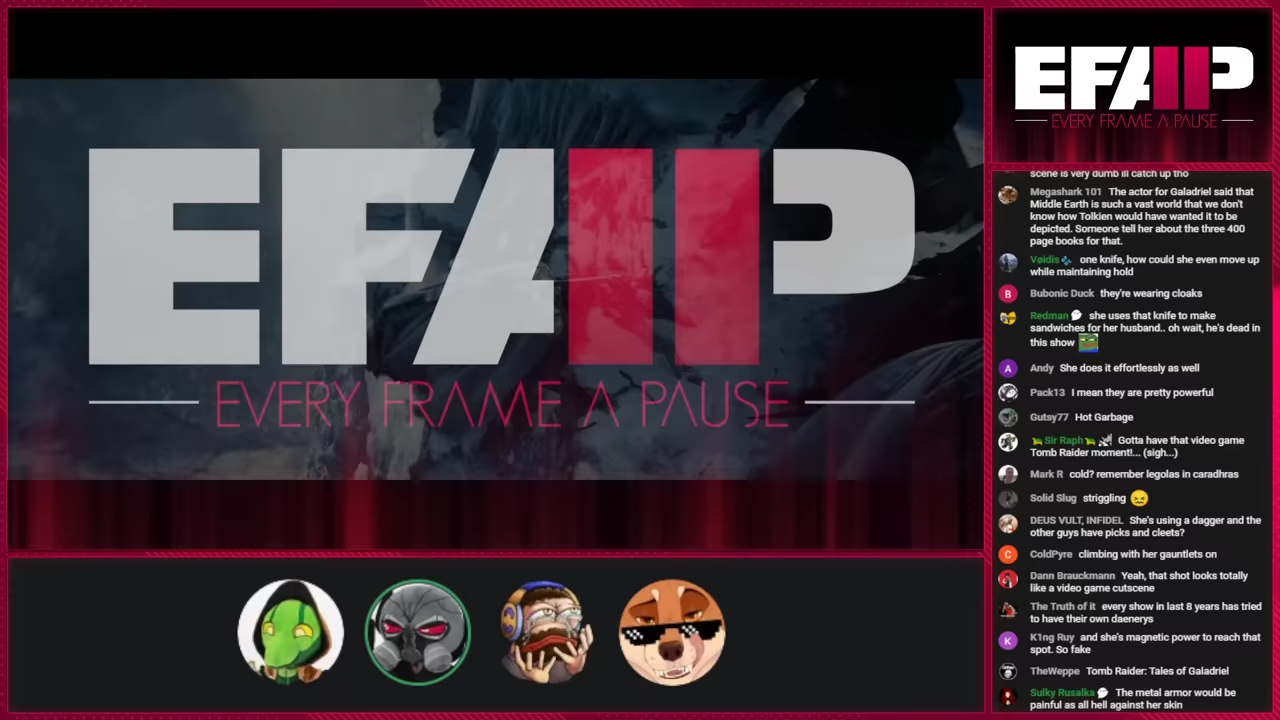 EFAP
EVERY FRAME A PAUSE
EFAP
EVERY FRAME A PAUSE
scene is very dumb ill catch up tho
Megashark 101 The actor for Galadriel said that
Middle Earth is such a vast world that we don't
know how Tolkien would have wanted it to be
depicted. Someone tell her about the three 400
page books for that.
Vøidis one knife, how could she even move up
while maintaining hold
B Bubonic Duck they're wearing cloaks
Redman she uses that knife to make
sandwiches for her husband.. oh wait, he's dead in
this show
A Andy She does it effortlessly as well
Pack13 I mean they are pretty powerful
Gutsy77 Hot Garbage
Sir Raph Gotta have that video game
Tomb Raider moment!... (sigh...)
Mark R cold? remember legolas in caradhras
Solid Slug striggling
DEUS VULT, INFIDEL She's using a dagger and the
other guys have picks and cleets?
C ColdPyre climbing with her gauntlets on
Dann Brauckmann Yeah, that shot looks totally
like a video game cutscene
The Truth of it every show in last 8 years has tried
to have their own daenerys
K K1ng Ruy and she's magnetic power to reach that
spot. So fake
TheWeppe Tomb Raider: Tales of Galadriel
Sulky Rusalka The metal armor would be
painful as all hell against her skin